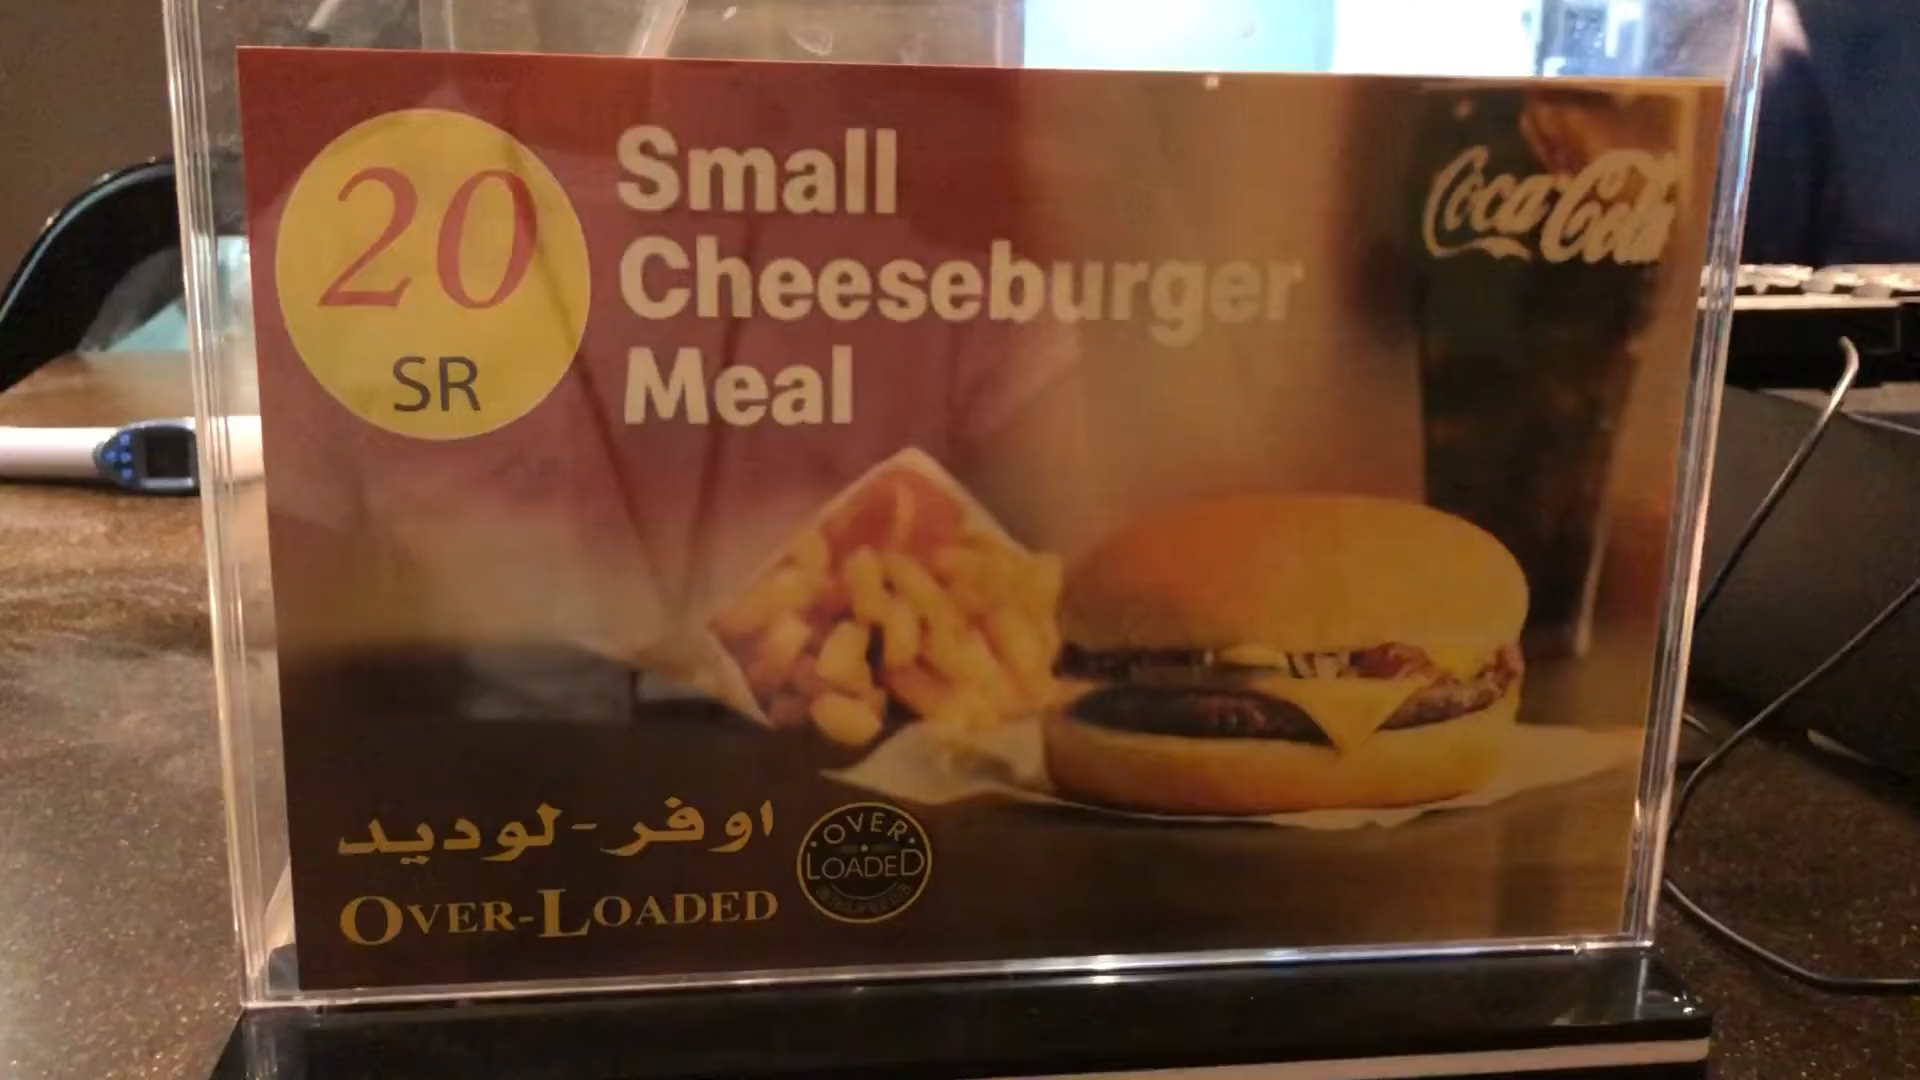 20
SR
Small
Cheeseburger
Meal
Coca-Cola
اوفر-لوديد
OVER-LOADED
OVER
LOADED